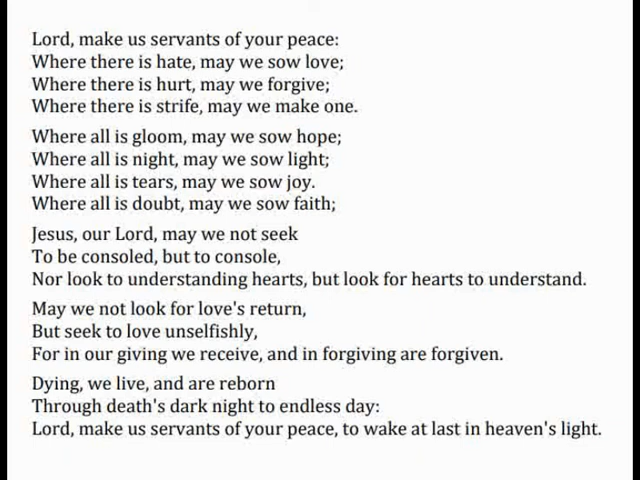 Lord, make us servants of your peace:
Where there is hate, may we sow love;
Where there is hurt, may we forgive;
Where there is strife, may we make one.
Where all is gloom, may we sow hope;
Where all is night, may we sow light;
Where all is tears, may we sow joy.
Where all is doubt, may we sow faith;
Jesus, our Lord, may we not seek
To be consoled, but to console,
Nor look to understanding hearts, but look for hearts to understand.
May we not look for love's return,
But seek to love unselfishly,
For in our giving we receive, and in forgiving are forgiven.
Dying, we live, and are reborn
Through death's dark night to endless day:
Lord, make us servants of your peace, to wake at last in heaven's light.